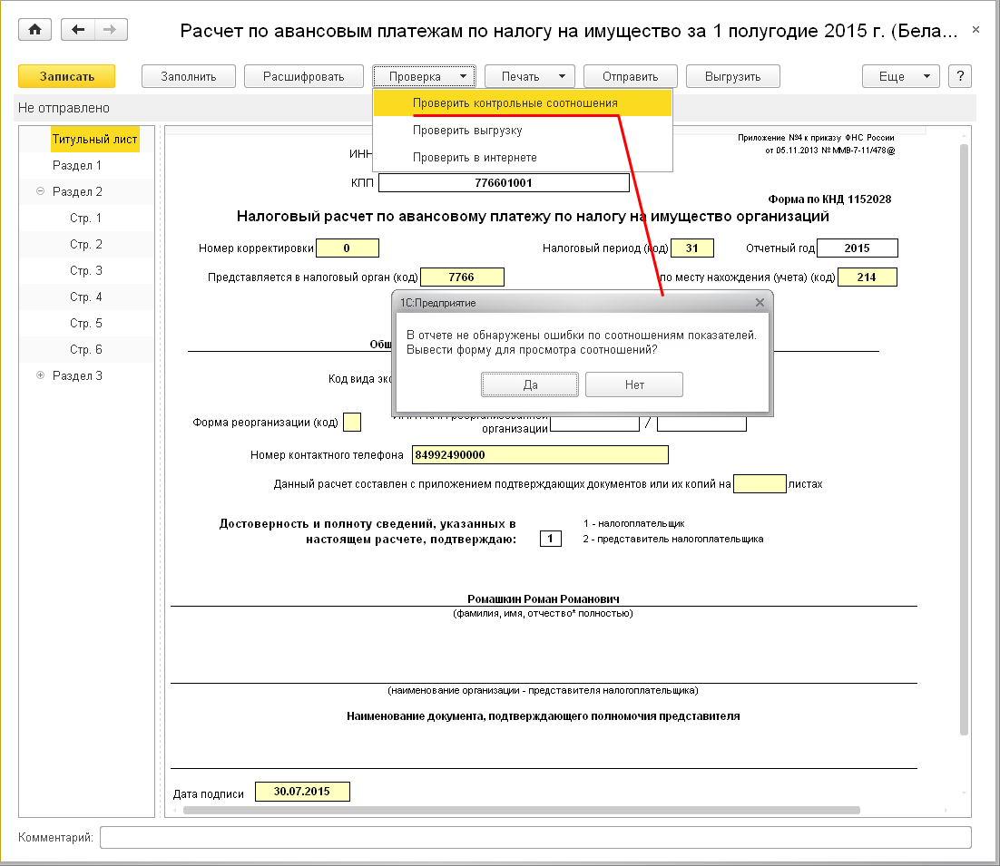 Расчет по авансовым платежам по налогу на имущество за 1 полугодие 2015 г. (Бела...
Записать
Заполнить
Расшифровать
Проверка
Печать
Отправить
Выгрузить
Еще
?
Не отправлено
Проверить контрольные соотношения
Проверить выгрузку
Проверить в интернете
Титульный лист
Раздел 1
Раздел 2
Стр. 1
Стр. 2
Стр. 3
Стр. 4
Стр. 5
Стр. 6
Раздел 3
Приложение №4 к приказу ФНС России
от 05.11.2013 № ММВ-7-11/478@
ИНН
КПП 776601001
Форма по КНД 1152028
Налоговый расчет по авансовому платежу по налогу на имущество организаций
Номер корректировки 0 Налоговый период (код) 31 Отчетный год 2015
Представляется в налоговый орган (код) 7766 по месту нахождения (учета) (код) 214
1С:Предприятие
В отчете не обнаружены ошибки по соотношениям показателей.
Вывести форму для просмотра соотношений?
Да Нет
Код вида
Форма реорганизации (код)
организации /
Номер контактного телефона 84992490000
Данный расчет составлен с приложением подтверждающих документов или их копий на листах
Достоверность и полноту сведений, указанных в
настоящем расчете, подтверждаю: 1
1 - налогоплательщик
2 - представитель налогоплательщика
Ромашкин Роман Романович
(фамилия, имя, отчество* полностью)
(наименование организации - представителя налогоплательщика)
Наименование документа, подтверждающего полномочия представителя
Дата подписи 30.07.2015
Комментарий: